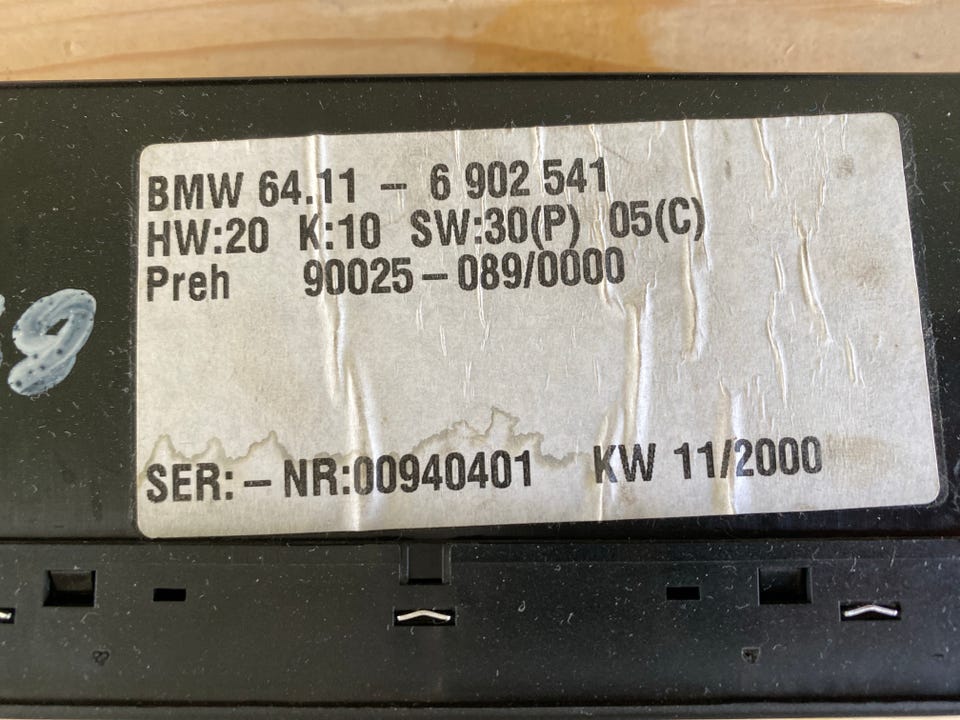 BMW 64.11 – 6 902 541
HW:20 K:10 SW:30(P) 05(C)
Preh 90025–089/0000
SER:–NR:00940401 KW 11/2000